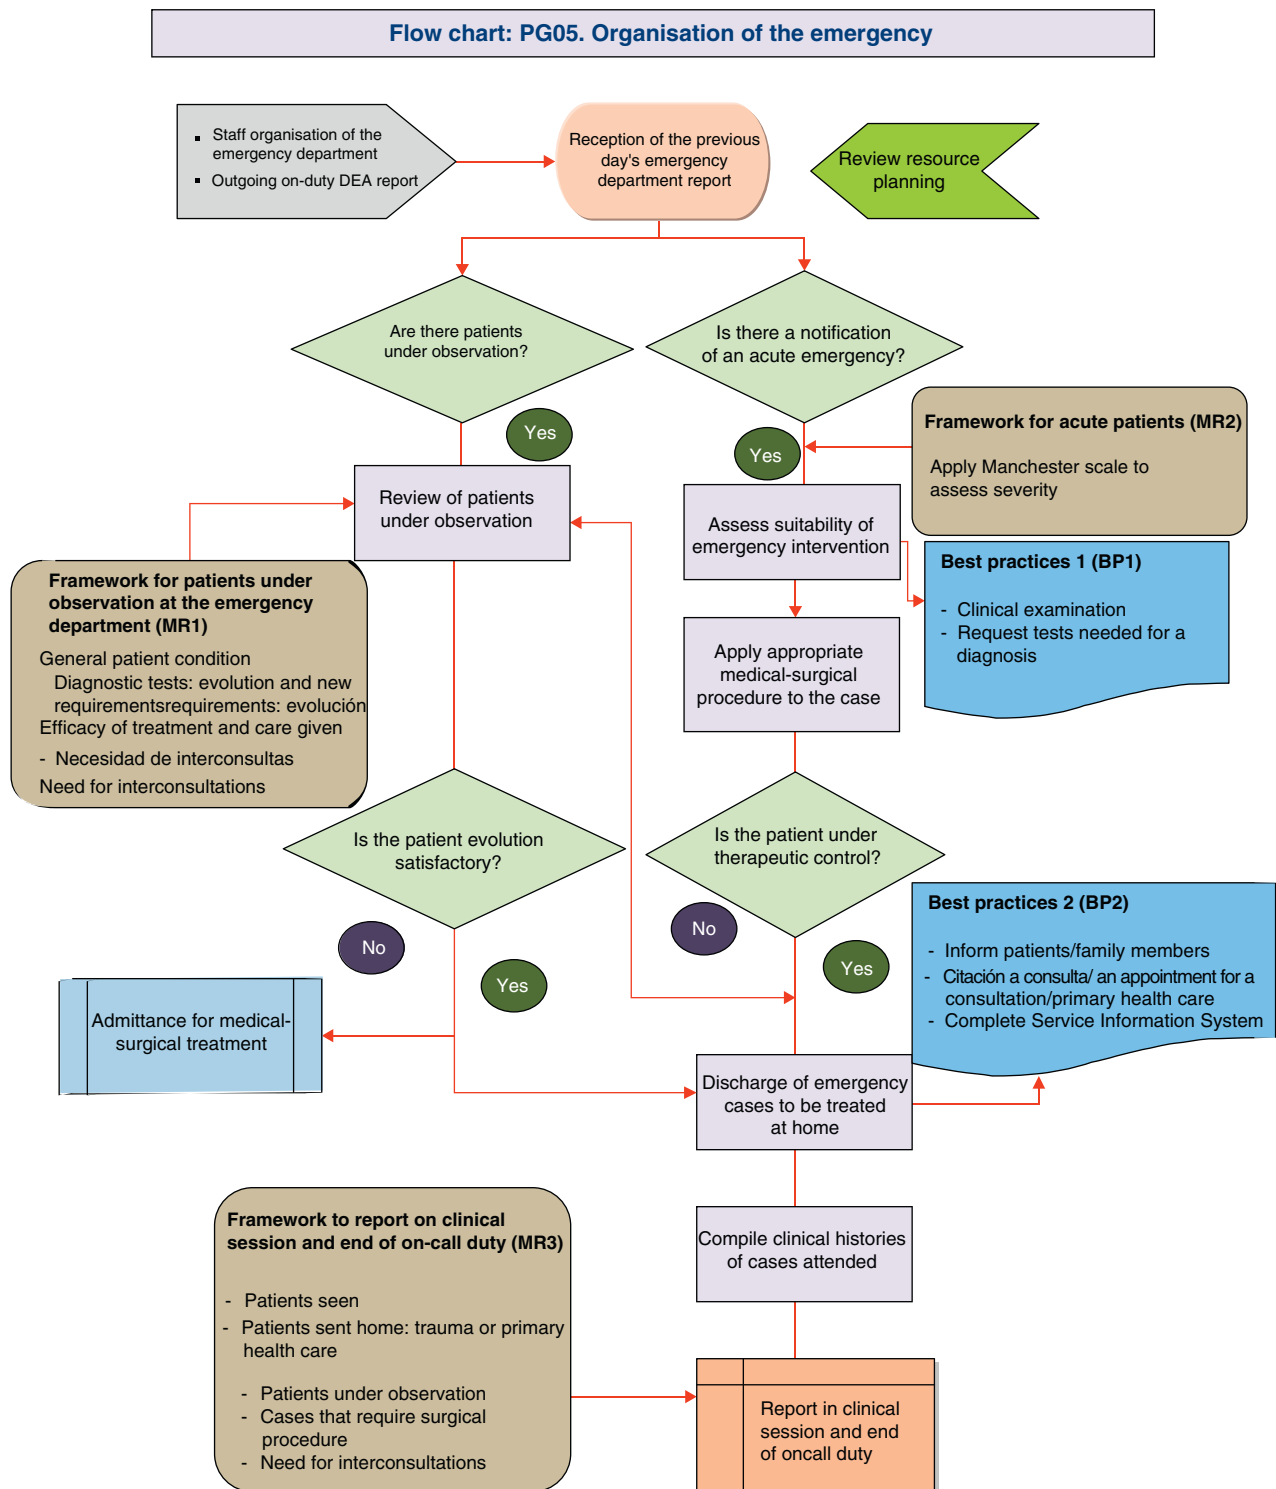 Flow chart: PG05. Organisation of the emergency
▪ Staff organisation of the
emergency department
▪ Outgoing on-duty DEA report
Reception of the previous
day's emergency
department report
Review resource
planning
Are there patients
under observation?
Is there a notification
of an acute emergency?
Yes
Yes
Framework for acute patients (MR2)
Apply Manchester scale to
assess severity
Review of patients
under observation
Assess suitability of
emergency intervention
Best practices 1 (BP1)
- Clinical examination
- Request tests needed for a
diagnosis
Framework for patients under
observation at the emergency
department (MR1)
General patient condition
Diagnostic tests: evolution and new
requirementsrequirements: evolución
Efficacy of treatment and care given
- Necesidad de interconsultas
Need for interconsultations
Apply appropriate
medical-surgical
procedure to the case
Is the patient evolution
satisfactory?
Is the patient under
therapeutic control?
No
Yes
No
Yes
Best practices 2 (BP2)
- Inform patients/family members
- Citación a consulta/ an appointment for a
consultation/primary health care
- Complete Service Information System
Admittance for medical-
surgical treatment
Discharge of emergency
cases to be treated
at home
Compile clinical histories
of cases attended
Framework to report on clinical
session and end of on-call duty (MR3)
- Patients seen
- Patients sent home: trauma or primary
health care
- Patients under observation
- Cases that require surgical
procedure
- Need for interconsultations
Report in clinical
session and end
of oncall duty